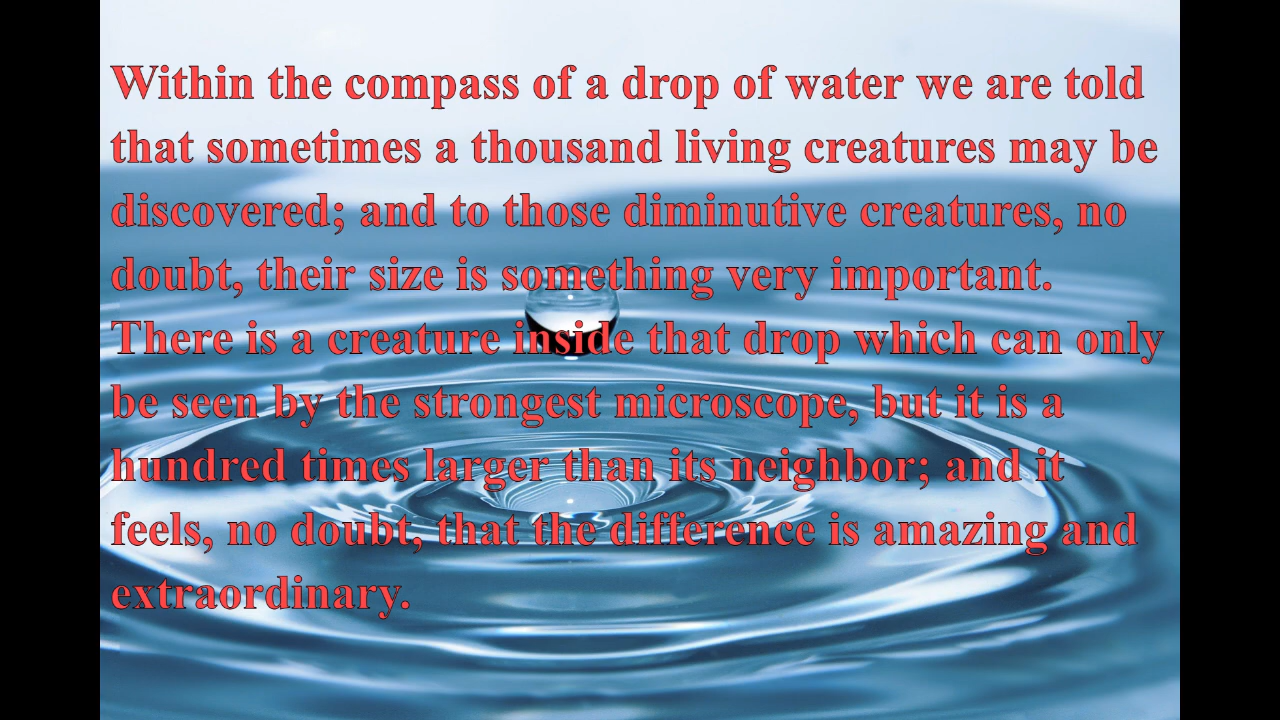 Within the compass of a drop of water we are told
that sometimes a thousand living creatures may be
discovered; and to those diminutive creatures, no
doubt, their size is something very important.
There is a creature inside that drop which can only
be seen by the strongest microscope, but it is a
hundred times larger than its neighbor; and it
feels, no doubt, that the difference is amazing and
extraordinary.